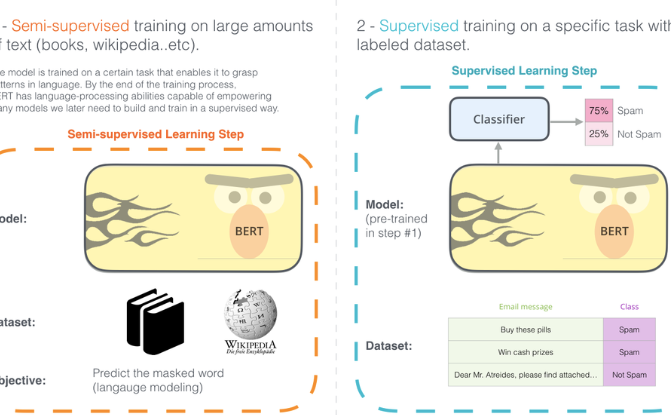 - Semi-supervised training on large amounts
f text (books, wikipedia..etc).
e model is trained on a certain task that enables it to grasp
tterns in language. By the end of the training process,
ERT has language-processing abilities capable of empowering
any models we later need to build and train in a supervised way.
Semi-supervised Learning Step
odel:
BERT
ataset:
WIKIPEDIA
Die freie Enzyklopädie
bjective:
Predict the masked word
(langauge modeling)
2 - Supervised training on a specific task with
labeled dataset.
Supervised Learning Step
Classifier
75% Spam
25% Not Spam
Model:
(pre-trained
in step #1)
BERT
Dataset:
Email message Class
Buy these pills Spam
Win cash prizes Spam
Dear Mr. Atreides, please find attached... Not Spam